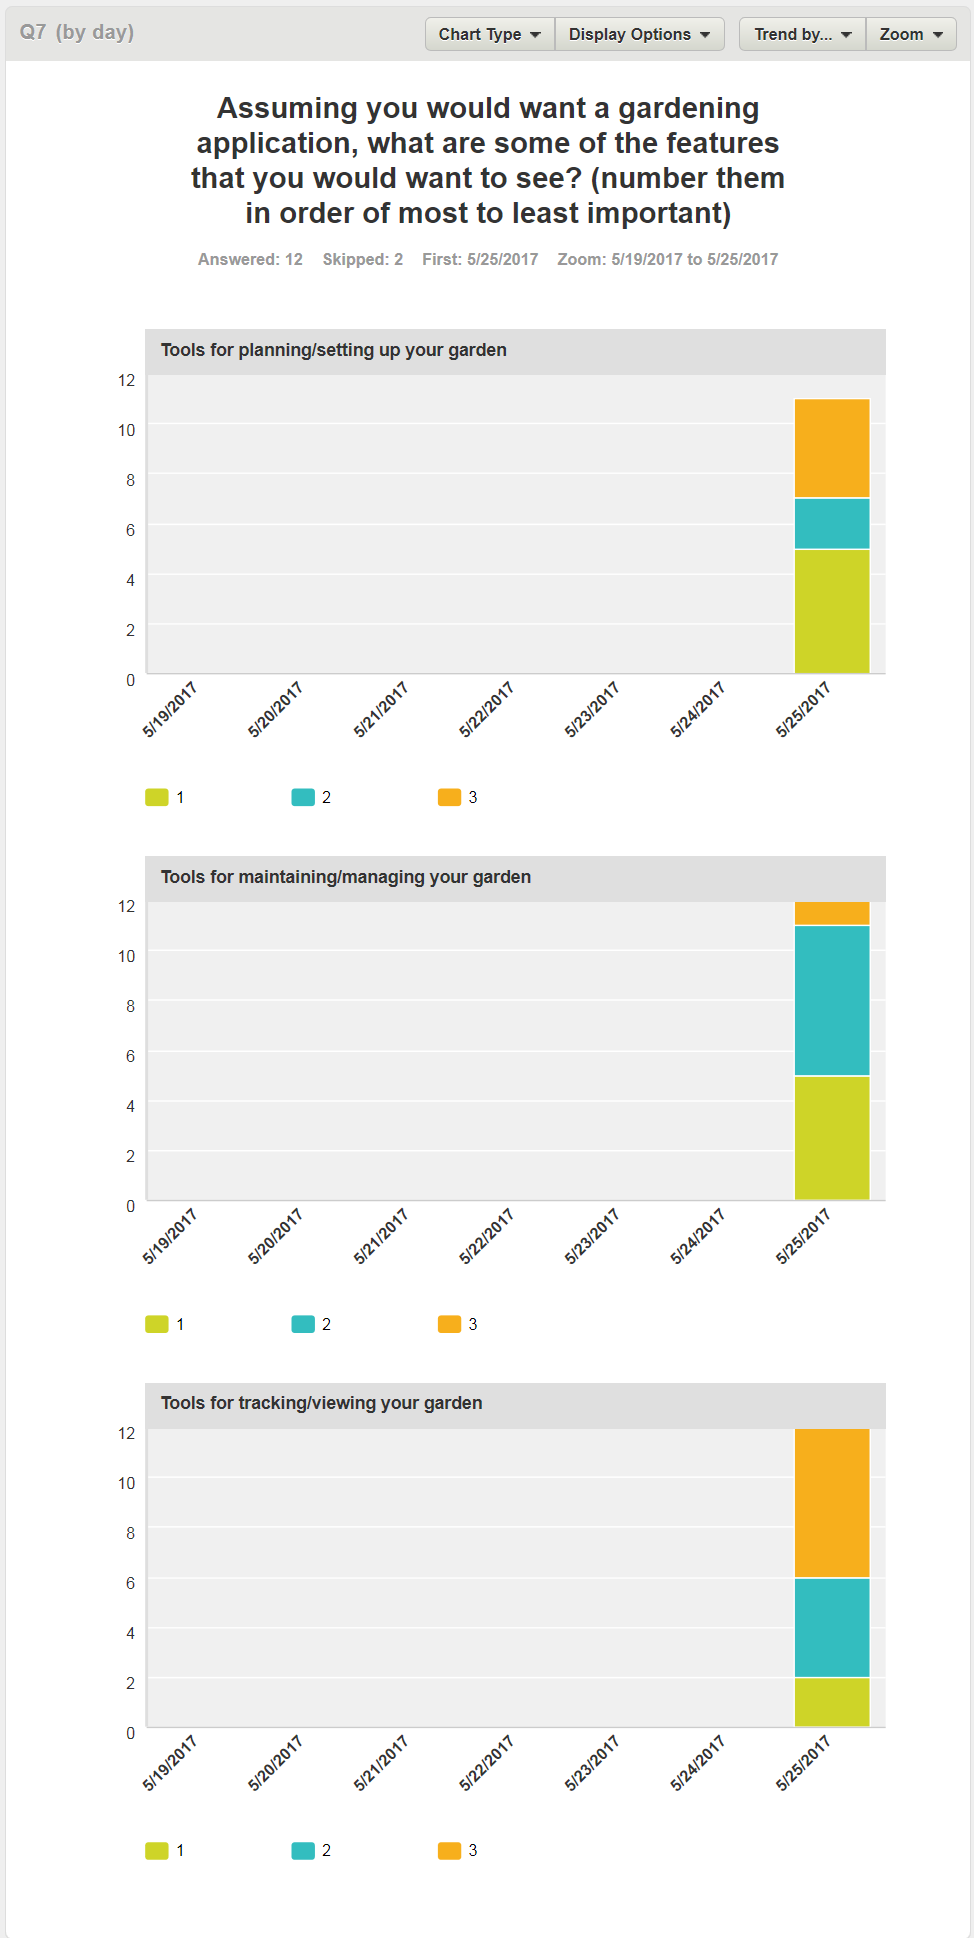 Q7 (by day)
Chart Type Display Options Trend by... Zoom
Assuming you would want a gardening
application, what are some of the features
that you would want to see? (number them
in order of most to least important)
Answered: 12 Skipped: 2 First: 5/25/2017 Zoom: 5/19/2017 to 5/25/2017
Tools for planning/setting up your garden
12
10
8
6
4
2
0
5/19/2017 5/20/2017 5/21/2017 5/22/2017 5/23/2017 5/24/2017 5/25/2017
1 2 3
Tools for maintaining/managing your garden
12
10
8
6
4
2
0
5/19/2017 5/20/2017 5/21/2017 5/22/2017 5/23/2017 5/24/2017 5/25/2017
1 2 3
Tools for tracking/viewing your garden
12
10
8
6
4
2
0
5/19/2017 5/20/2017 5/21/2017 5/22/2017 5/23/2017 5/24/2017 5/25/2017
1 2 3